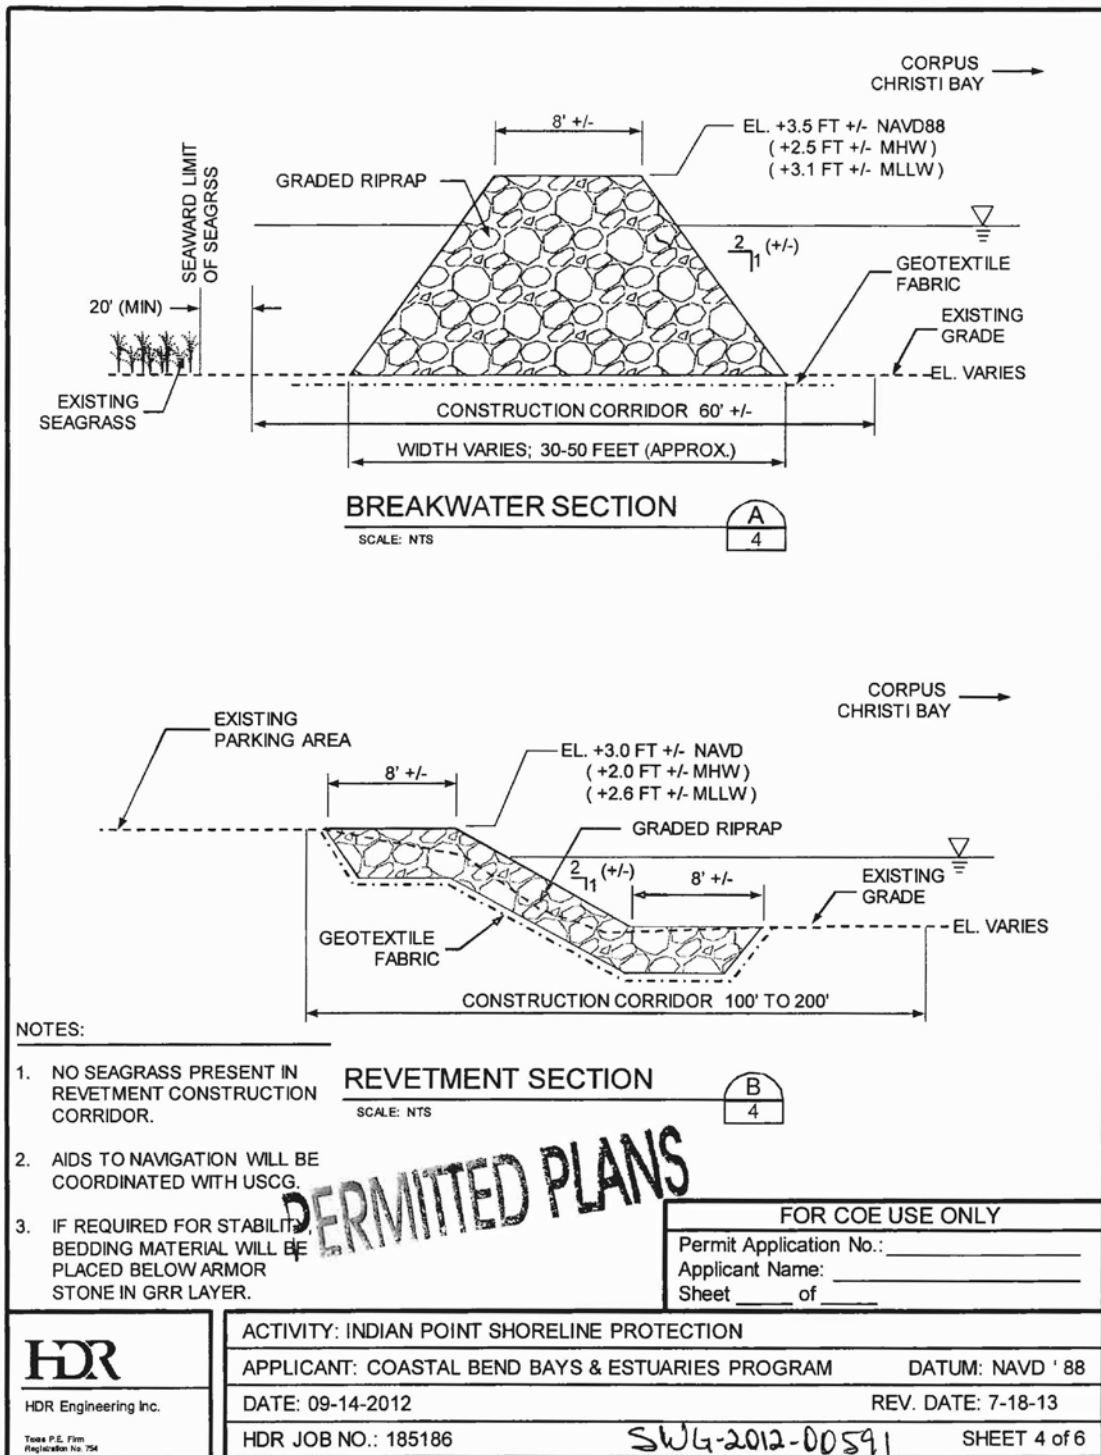 CORPUS
CHRISTI BAY
8' +/-
EL. +3.5 FT +/- NAVD88
( +2.5 FT +/- MHW )
( +3.1 FT +/- MLLW )
SEAWARD LIMIT
OF SEAGRSS
GRADED RIPRAP
2
1
(+/-)
GEOTEXTILE
FABRIC
20' (MIN)
EXISTING
GRADE
EL. VARIES
EXISTING
SEAGRASS
CONSTRUCTION CORRIDOR 60' +/-
WIDTH VARIES; 30-50 FEET (APPROX.)
BREAKWATER SECTION
A
4
SCALE: NTS
CORPUS
CHRISTI BAY
EXISTING
PARKING AREA
EL. +3.0 FT +/- NAVD
( +2.0 FT +/- MHW )
( +2.6 FT +/- MLLW )
8' +/-
GRADED RIPRAP
2
1
(+/-)
8' +/-
EXISTING
GRADE
EL. VARIES
GEOTEXTILE
FABRIC
CONSTRUCTION CORRIDOR 100' TO 200'
NOTES:
1. NO SEAGRASS PRESENT IN
REVETMENT CONSTRUCTION
CORRIDOR.
2. AIDS TO NAVIGATION WILL BE
COORDINATED WITH USCG.
3. IF REQUIRED FOR STABILITY,
BEDDING MATERIAL WILL BE
PLACED BELOW ARMOR
STONE IN GRR LAYER.
REVETMENT SECTION
B
4
SCALE: NTS
PERMITTED PLANS
FOR COE USE ONLY
Permit Application No.:
Applicant Name:
Sheet ____ of ____
HDR
HDR Engineering Inc.
Texas P.E. Firm
Registration No. 754
ACTIVITY: INDIAN POINT SHORELINE PROTECTION
APPLICANT: COASTAL BEND BAYS & ESTUARIES PROGRAM DATUM: NAVD ' 88
DATE: 09-14-2012 REV. DATE: 7-18-13
HDR JOB NO.: 185186 SWG-2012-00591 SHEET 4 of 6